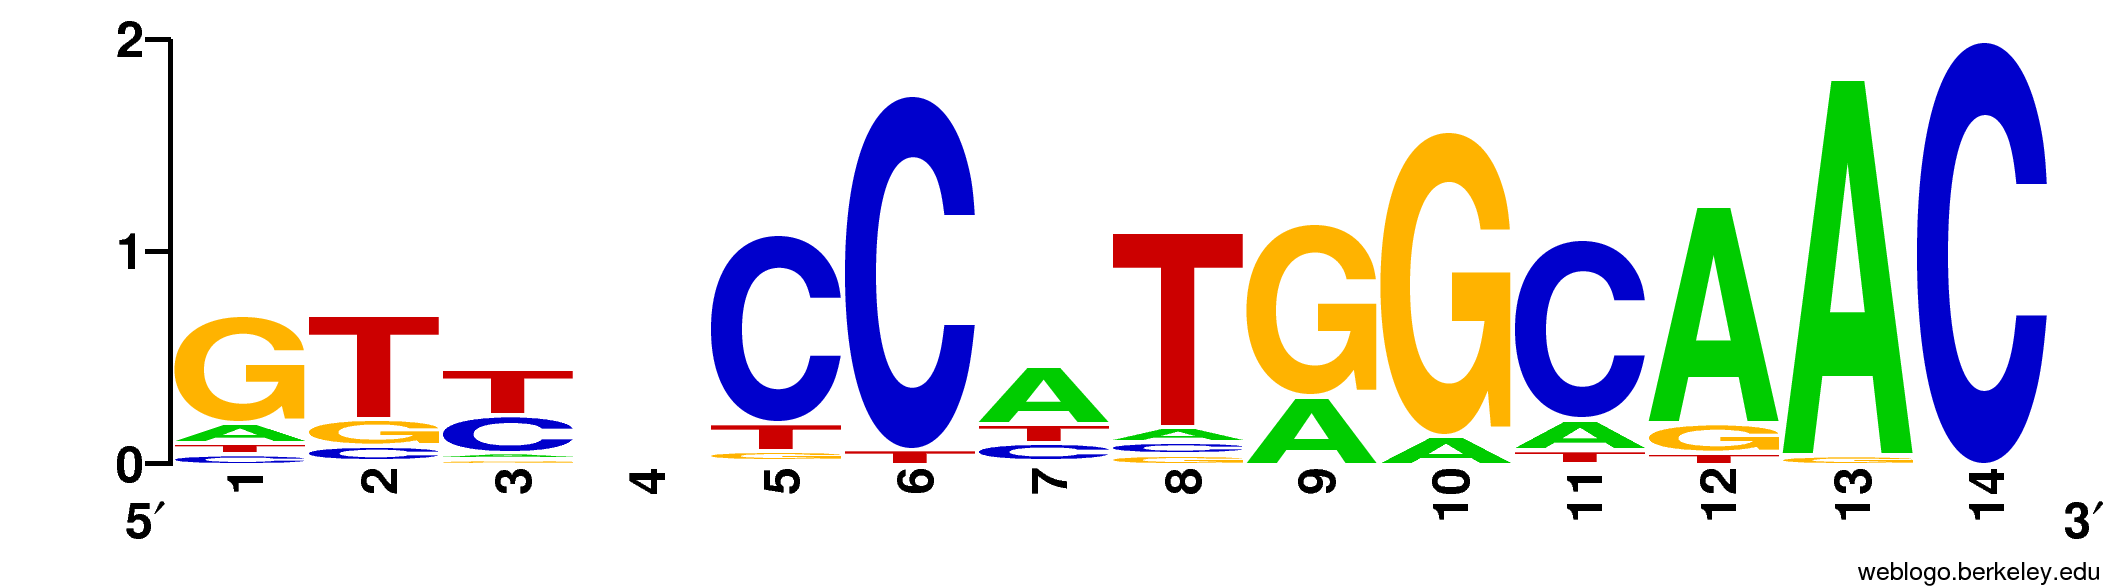 2
1
0
G T T C C A T G G C A A C
A G C T T T A A A A G G
T C A G C C T T
C G G
1 2 3 4 5 6 7 8 9 10 11 12 13 14
5′ 3′
weblogo.berkeley.edu